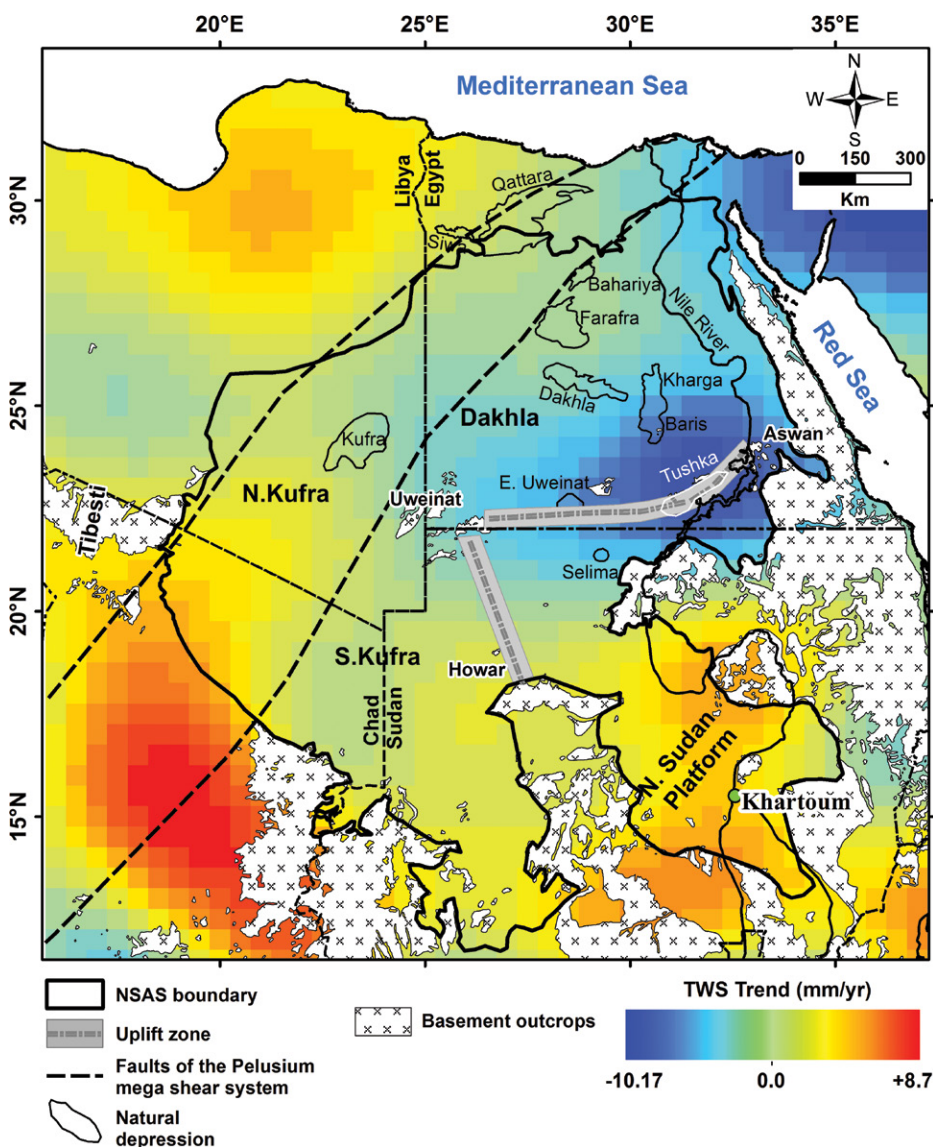 20°E 25°E 30°E 35°E
Mediterranean Sea
N
W E
S
0 150 300
Km
30°N
25°N
20°N
15°N
Libya
Egypt
Qattara
Siw
Bahariya
Farafra
Nile River
Red Sea
Kharga
Dakhla
Dakhla
Baris
Aswan
Kufra
Tushka
N.Kufra
Uweinat
E. Uweinat
Tibesti
Selima
S.Kufra
Howar
Chad
Sudan
N. Sudan
Platform
Khartoum
NSAS boundary
Uplift zone
Faults of the Pelusium
mega shear system
Natural
depression
Basement outcrops
TWS Trend (mm/yr)
-10.17 0.0 +8.7